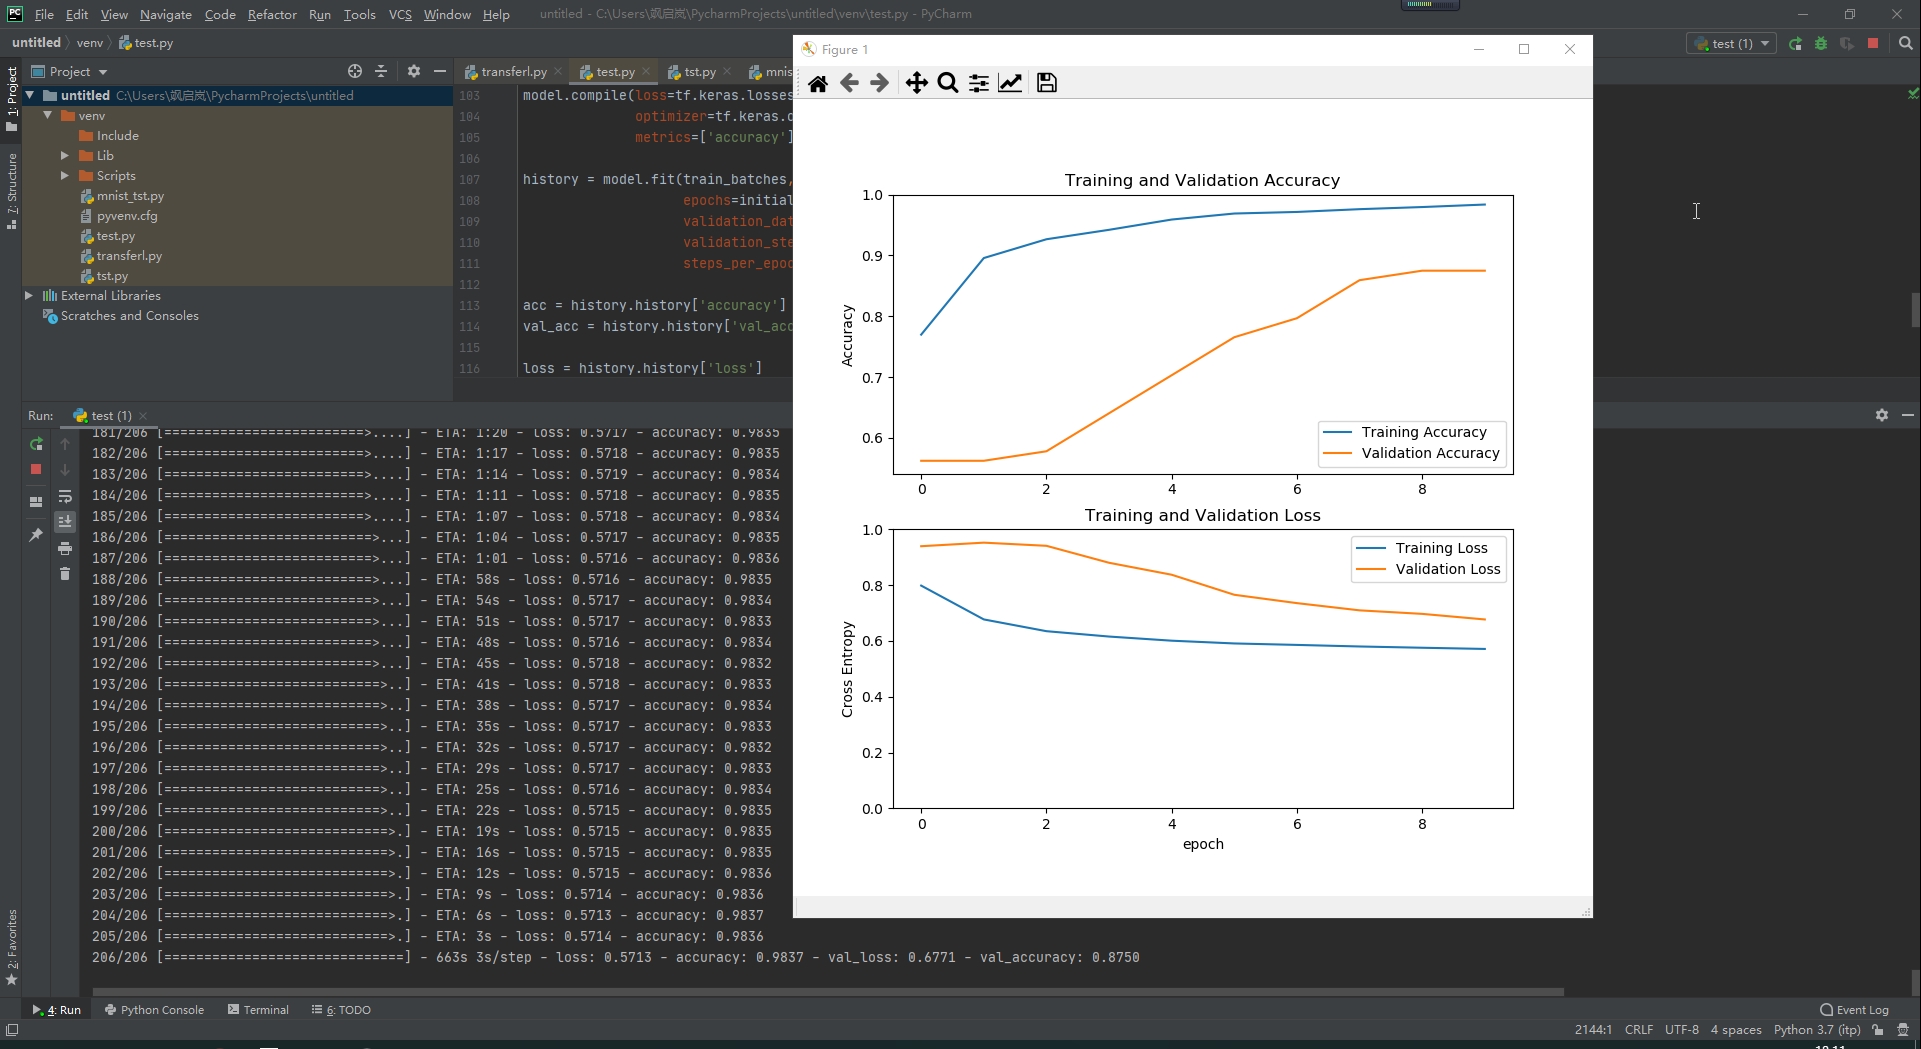 File Edit View Navigate Code Refactor Run Tools VCS Window Help untitled - C:\Users\飒启岚\PycharmProjects\untitled\venv\test.py - PyCharm
untitled venv test.py
test (1)
Project
transferl.py test.py tst.py mnis
1: Project
7: Structure
2: Favorites
untitled C:\Users\飒启岚\PycharmProjects\untitled
venv
Include
Lib
Scripts
mnist_tst.py
pyvenv.cfg
test.py
transferl.py
tst.py
External Libraries
Scratches and Consoles
103 model.compile(loss=tf.keras.losses
104 optimizer=tf.keras.o
105 metrics=['accuracy']
106
107 history = model.fit(train_batches,
108 epochs=initial
109 validation_dat
110 validation_ste
111 steps_per_epoc
112
113 acc = history.history['accuracy']
114 val_acc = history.history['val_acc
115
116 loss = history.history['loss']
Figure 1
Training and Validation Accuracy
1.0
0.9
0.8
0.7
0.6
Accuracy
Training Accuracy
Validation Accuracy
0 2 4 6 8
Training and Validation Loss
1.0
0.8
0.6
0.4
0.2
0.0
Cross Entropy
Training Loss
Validation Loss
0 2 4 6 8
epoch
Run: test (1)
181/206 [=========================>....] - ETA: 1:20 - loss: 0.5717 - accuracy: 0.9835
182/206 [=========================>....] - ETA: 1:17 - loss: 0.5718 - accuracy: 0.9835
183/206 [=========================>....] - ETA: 1:14 - loss: 0.5719 - accuracy: 0.9834
184/206 [=========================>....] - ETA: 1:11 - loss: 0.5718 - accuracy: 0.9835
185/206 [=========================>....] - ETA: 1:07 - loss: 0.5718 - accuracy: 0.9834
186/206 [==========================>...] - ETA: 1:04 - loss: 0.5717 - accuracy: 0.9835
187/206 [==========================>...] - ETA: 1:01 - loss: 0.5716 - accuracy: 0.9836
188/206 [==========================>...] - ETA: 58s - loss: 0.5716 - accuracy: 0.9835
189/206 [==========================>...] - ETA: 54s - loss: 0.5717 - accuracy: 0.9834
190/206 [==========================>...] - ETA: 51s - loss: 0.5717 - accuracy: 0.9833
191/206 [==========================>...] - ETA: 48s - loss: 0.5716 - accuracy: 0.9834
192/206 [==========================>...] - ETA: 45s - loss: 0.5718 - accuracy: 0.9832
193/206 [===========================>..] - ETA: 41s - loss: 0.5718 - accuracy: 0.9833
194/206 [===========================>..] - ETA: 38s - loss: 0.5717 - accuracy: 0.9834
195/206 [===========================>..] - ETA: 35s - loss: 0.5717 - accuracy: 0.9833
196/206 [===========================>..] - ETA: 32s - loss: 0.5717 - accuracy: 0.9832
197/206 [===========================>..] - ETA: 29s - loss: 0.5717 - accuracy: 0.9833
198/206 [===========================>..] - ETA: 25s - loss: 0.5716 - accuracy: 0.9834
199/206 [===========================>..] - ETA: 22s - loss: 0.5715 - accuracy: 0.9835
200/206 [============================>.] - ETA: 19s - loss: 0.5715 - accuracy: 0.9835
201/206 [============================>.] - ETA: 16s - loss: 0.5715 - accuracy: 0.9835
202/206 [============================>.] - ETA: 12s - loss: 0.5715 - accuracy: 0.9836
203/206 [============================>.] - ETA: 9s - loss: 0.5714 - accuracy: 0.9836
204/206 [============================>.] - ETA: 6s - loss: 0.5713 - accuracy: 0.9837
205/206 [============================>.] - ETA: 3s - loss: 0.5714 - accuracy: 0.9836
206/206 [==============================] - 663s 3s/step - loss: 0.5713 - accuracy: 0.9837 - val_loss: 0.6771 - val_accuracy: 0.8750
4: Run Python Console Terminal 6: TODO Event Log
2144:1 CRLF UTF-8 4 spaces Python 3.7 (itp)